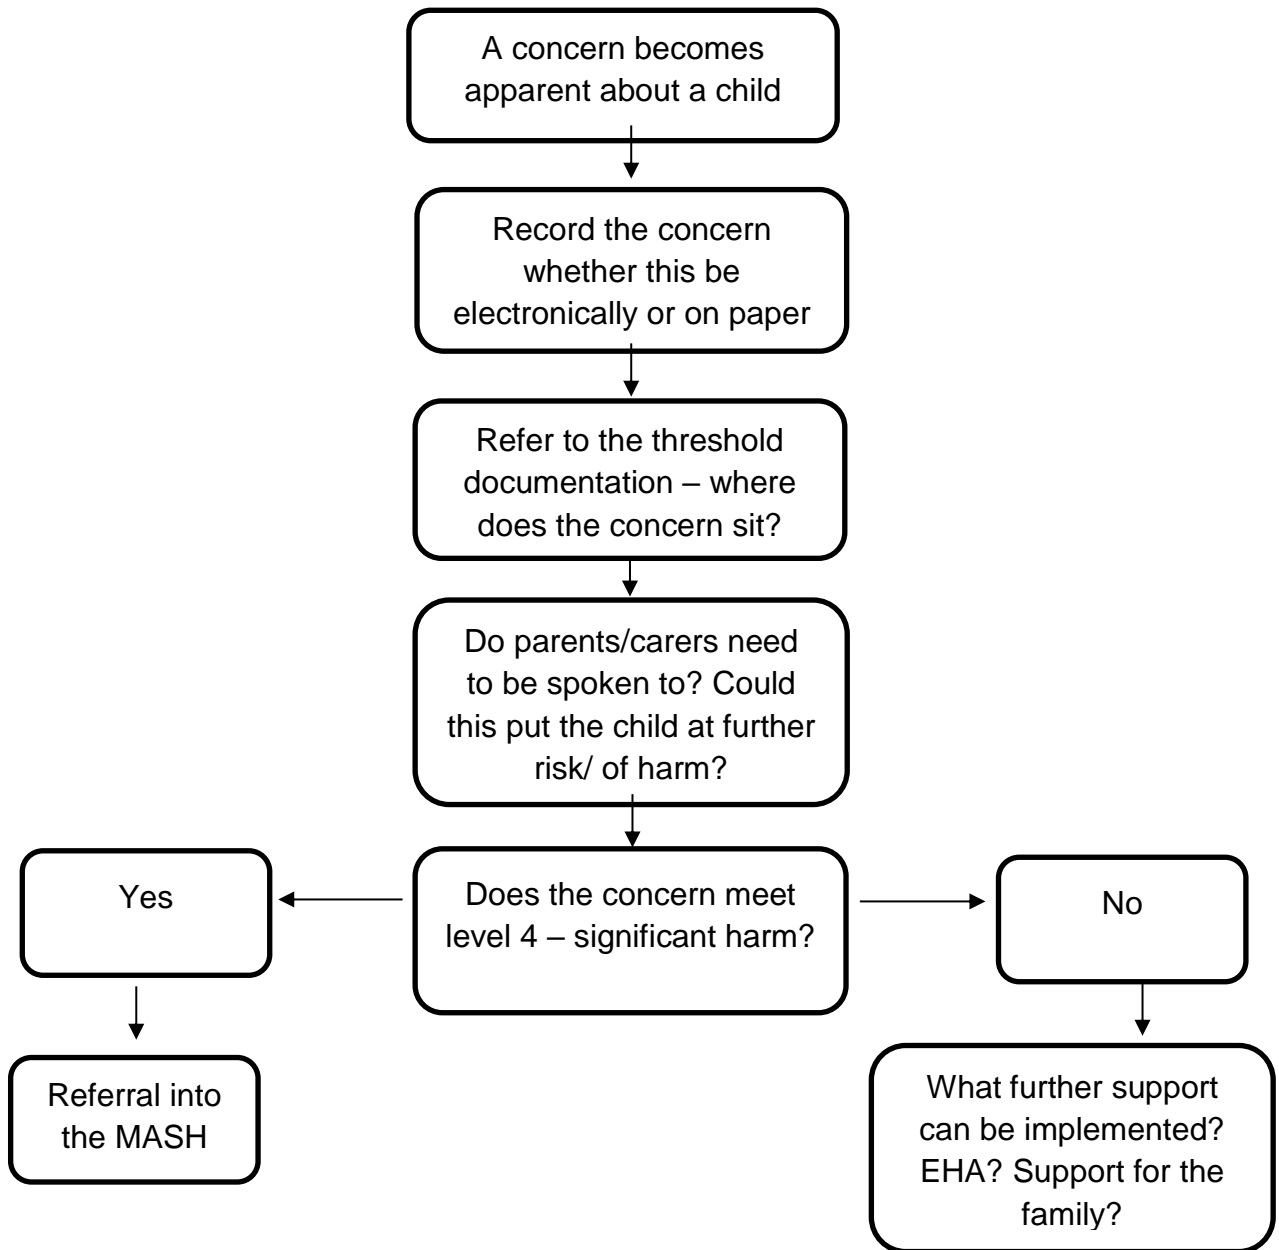 A concern becomes
apparent about a child
Record the concern
whether this be
electronically or on paper
Refer to the threshold
documentation – where
does the concern sit?
Do parents/carers need
to be spoken to? Could
this put the child at further
risk/ of harm?
Does the concern meet
level 4 – significant harm?
Yes
No
Referral into
the MASH
What further support
can be implemented?
EHA? Support for the
family?